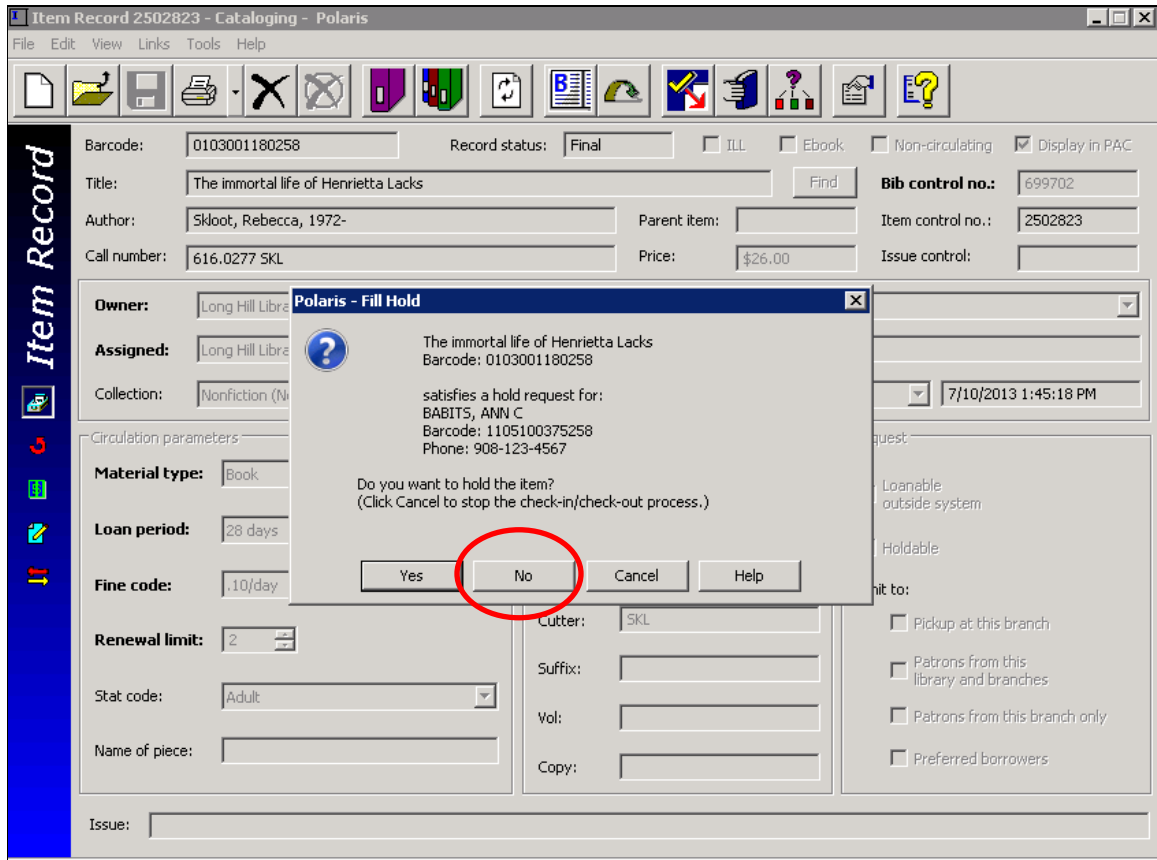 Item Record 2502823 - Cataloging - Polaris
File Edit View Links Tools Help
Item Record
Barcode: 0103001180258 Record status: Final ILL Ebook Non-circulating Display in PAC
Title: The immortal life of Henrietta Lacks Find Bib control no.: 699702
Author: Skloot, Rebecca, 1972- Parent item: Item control no.: 2502823
Call number: 616.0277 SKL Price: $26.00 Issue control:
Owner: Long Hill Libra
Assigned: Long Hill Libra
Collection: Nonfiction (N 7/10/2013 1:45:18 PM
Polaris - Fill Hold
The immortal life of Henrietta Lacks
Barcode: 0103001180258
satisfies a hold request for:
BABITS, ANN C
Barcode: 1105100375258
Phone: 908-123-4567
Do you want to hold the item?
(Click Cancel to stop the check-in/check-out process.)
Yes No Cancel Help
Circulation parameters quest
Material type: Book Loanable
outside system
Loan period: 28 days Holdable
Fine code: .10/day it to:
Renewal limit: 2 Cutter: SKL Pickup at this branch
Suffix: Patrons from this
library and branches
Stat code: Adult Vol: Patrons from this branch only
Name of piece: Copy: Preferred borrowers
Issue: